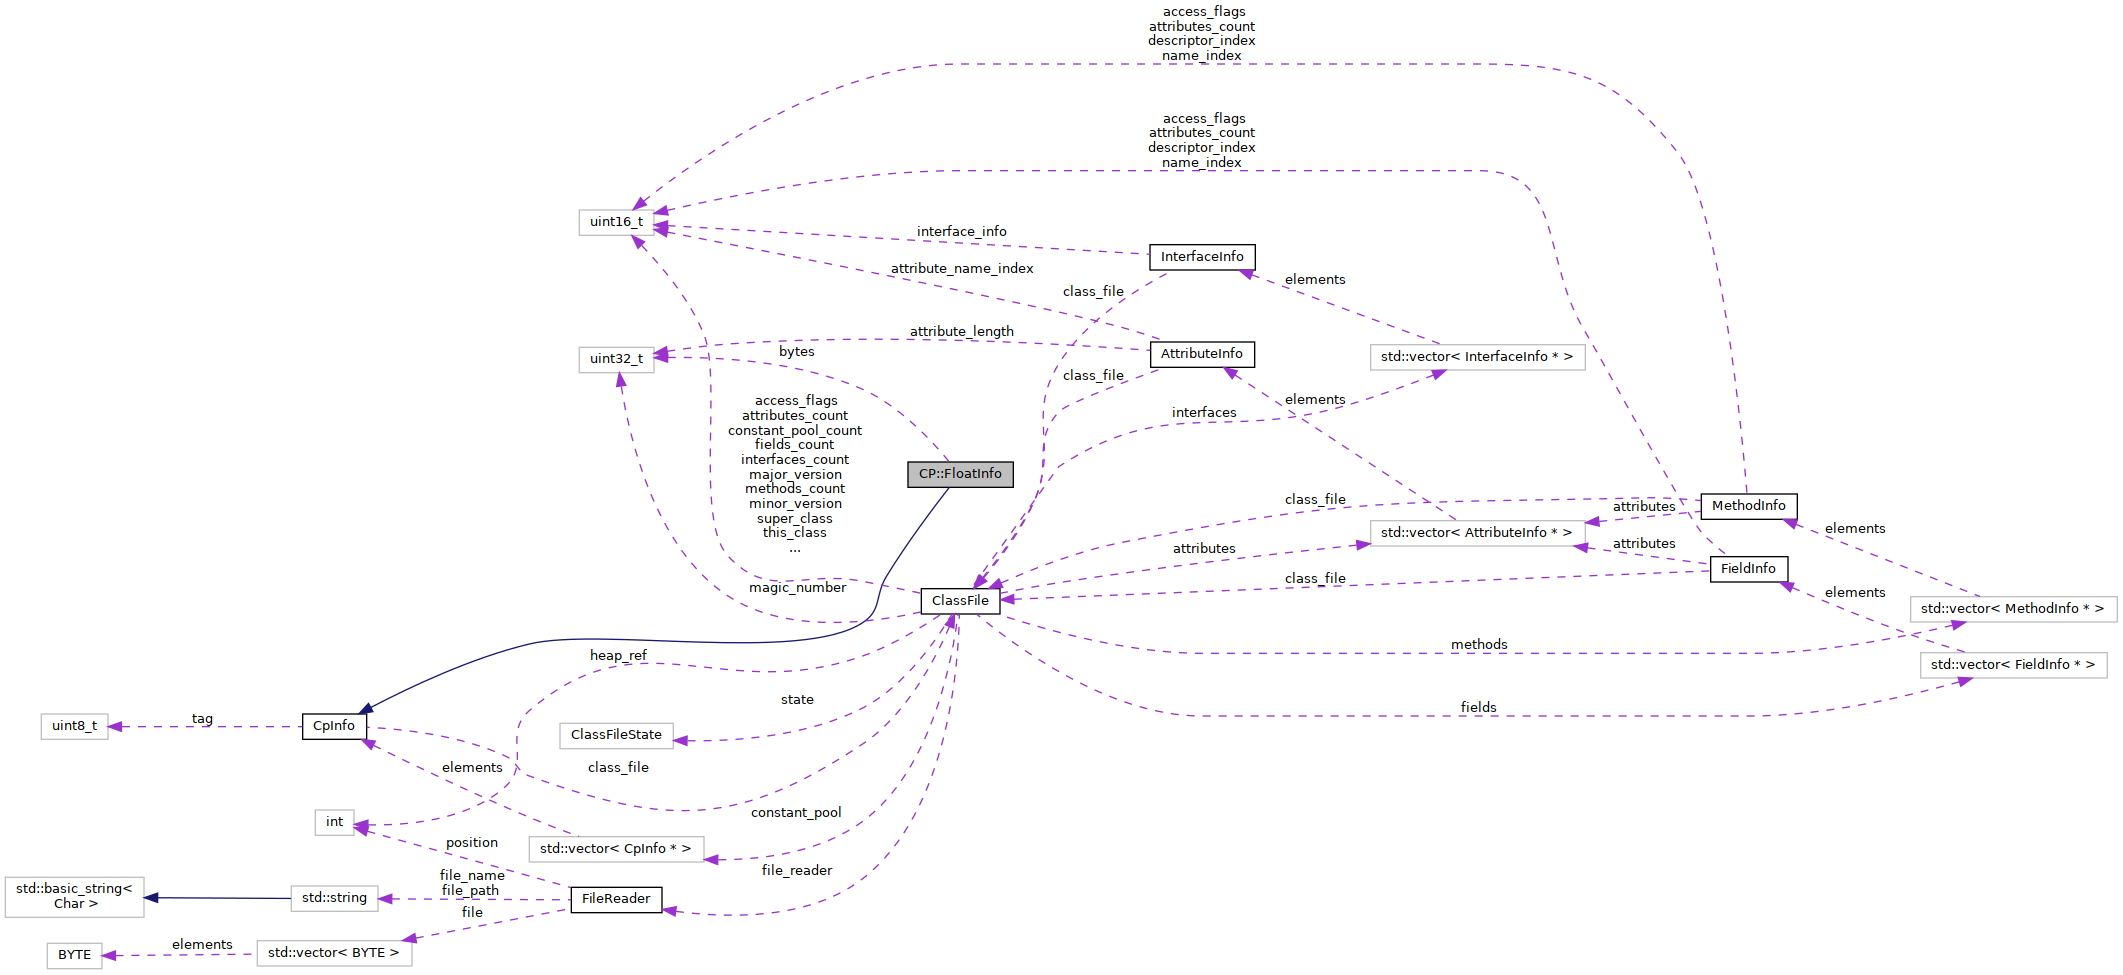 access_flags
attributes_count
descriptor_index
name_index
access_flags
attributes_count
descriptor_index
name_index
uint16_t
interface_info
InterfaceInfo
attribute_name_index
elements
class_file
attribute_length
bytes
uint32_t
AttributeInfo
std::vector< InterfaceInfo * >
class_file
access_flags
attributes_count
constant_pool_count
fields_count
interfaces_count
major_version
methods_count
minor_version
super_class
this_class
...
elements
interfaces
CP::FloatInfo
class_file
attributes
MethodInfo
elements
std::vector< AttributeInfo * >
attributes
attributes
FieldInfo
class_file
magic_number
elements
ClassFile
std::vector< MethodInfo * >
methods
heap_ref
std::vector< FieldInfo * >
state
fields
tag
uint8_t
CpInfo
ClassFileState
elements
class_file
constant_pool
int
position
std::vector< CpInfo * >
file_reader
file_name
file_path
std::basic_string<
Char >
std::string
FileReader
file
elements
BYTE
std::vector< BYTE >